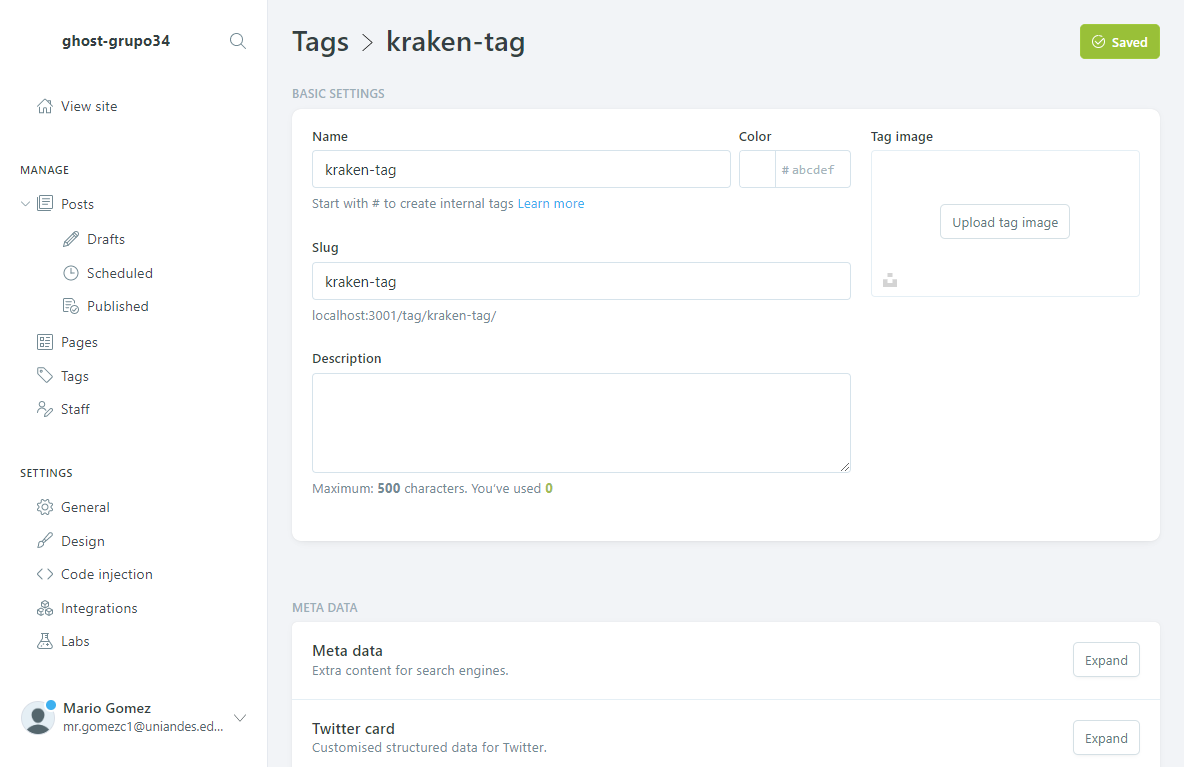 ghost-grupo34
View site
MANAGE
Posts
Drafts
Scheduled
Published
Pages
Tags
Staff
SETTINGS
General
Design
Code injection
Integrations
Labs
Mario Gomez
mr.gomezc1@uniandes.ed...
Tags > kraken-tag
Saved
BASIC SETTINGS
Name
kraken-tag
Start with # to create internal tags Learn more
Color
# abcdef
Slug
kraken-tag
localhost:3001/tag/kraken-tag/
Description
Maximum: 500 characters. You've used 0
Tag image
Upload tag image
META DATA
Meta data
Extra content for search engines.
Expand
Twitter card
Customised structured data for Twitter.
Expand